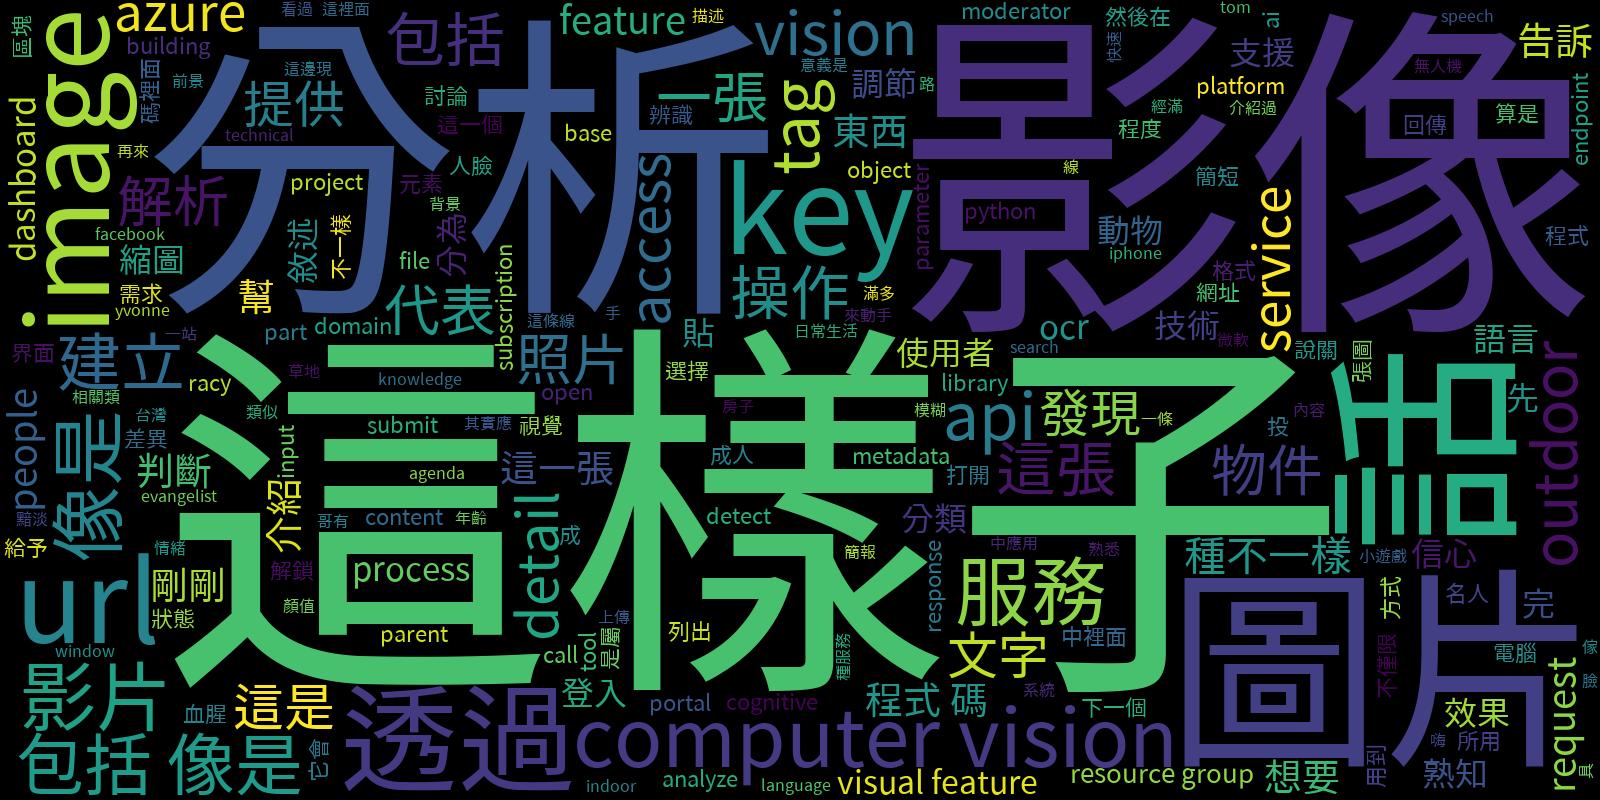 區塊
image
azure
building
碼裡面
前景
看過 這裡面
這邊現
分析
包括
feature
描述
vision
意義是
moderator
然後在
快速
tom
ai
支援
speech
無人機
告訴
dashboard
提供
technical
討論
這一個
base
辨識
一張
tag
調節
路
東西
影像
platform
經滿
介紹過
程度
回傳
算是
endpoint
再來
解析
project
人臉
元素
背景
access
key
object
parameter
線
python
簡短
動物
iphone
service
格式
網址
程式
facebook
縮圖
敘述
不一樣
file
分為
subscription
需求
yvonne
幫
代表
操作
滿多
來動手
手
界面
建立
一站
part
domain
這條線
照片
貼
日常生活
使用者
search
ocr
技術
微軟
說關
張圖
語言
outdoor
相關類
racy
草地
knowledge
open
選擇
房子
library
模糊
people
像是
台灣
差異
類似
submit
其實應
視覺
api
發現
一條
投
內容
先
話
判斷
input
agenda
這一張
成人
metadata
打開
這張
物件
evangelist
黯淡
給予
介紹
哥有
content
年齡
detail
成
detect
分類
中應用
熟悉
種不一樣
小遊戲
信心
情緒
剛剛
解鎖
process
這樣子
簡報
response
服務
圖片
方式
名人
完
url
狀態
顏值
parent
上傳
列出
call
tool
是屬
種服務
文字
中裡面
不僅限
電腦
傢
window
影片
血腥
這是
登入
portal
cognitive
程式 碼
系統
下一個
request
臉
效果
包括 像是
它會
透過
computer vision
用到
嗨
所用
indoor
analyze
language
visual feature
resource group
想要
熟知
具